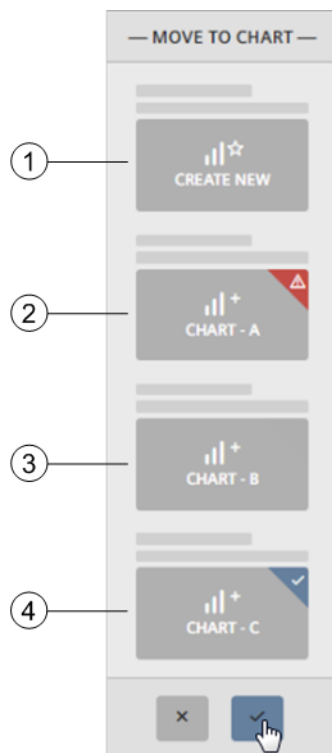 — MOVE TO CHART —
1
CREATE NEW
2
CHART - A
3
CHART - B
4
CHART - C